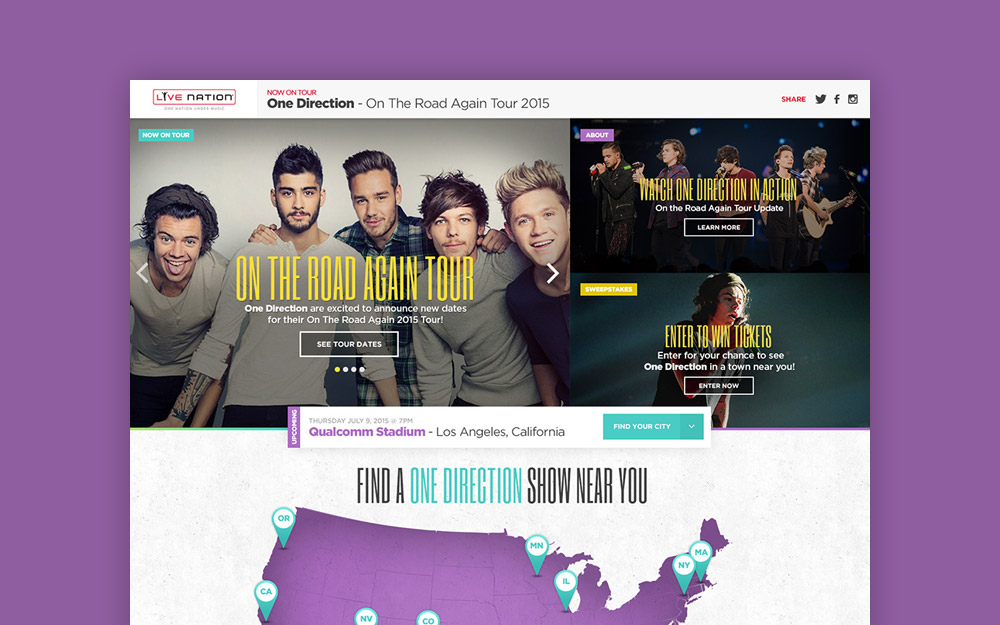 LIVE NATION
ONE NATION UNDER MUSIC
NOW ON TOUR
One Direction - On The Road Again Tour 2015
SHARE
NOW ON TOUR
ON THE ROAD AGAIN TOUR
One Direction are excited to announce new dates
for their On The Road Again 2015 Tour!
SEE TOUR DATES
ABOUT
WATCH ONE DIRECTION IN ACTION
On the Road Again Tour Update
LEARN MORE
SWEEPSTAKES
ENTER TO WIN TICKETS
Enter for your chance to see
One Direction in a town near you!
ENTER NOW
UPCOMING
THURSDAY JULY 9, 2015 @ 7PM
Qualcomm Stadium - Los Angeles, California
FIND YOUR CITY
FIND A ONE DIRECTION SHOW NEAR YOU
OR
MN
MA
NY
IL
CA
NV
CO